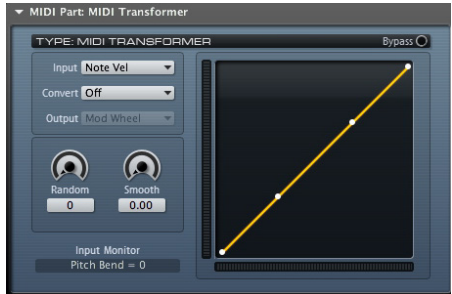 MIDI Part: MIDI Transformer
TYPE: MIDI TRANSFORMER
Bypass
Input Note Vel
Convert Off
Output Mod Wheel
Random Smooth
0 0.00
Input Monitor
Pitch Bend = 0